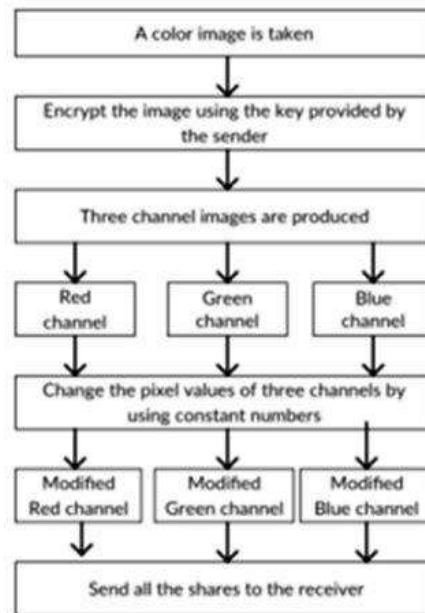 A color image is taken
Encrypt the image using the key provided by
the sender
Three channel images are produced
Red
channel
Green
channel
Blue
channel
Change the pixel values of three channels by
using constant numbers
Modified
Red channel
Modified
Green channel
Modified
Blue channel
Send all the shares to the receiver